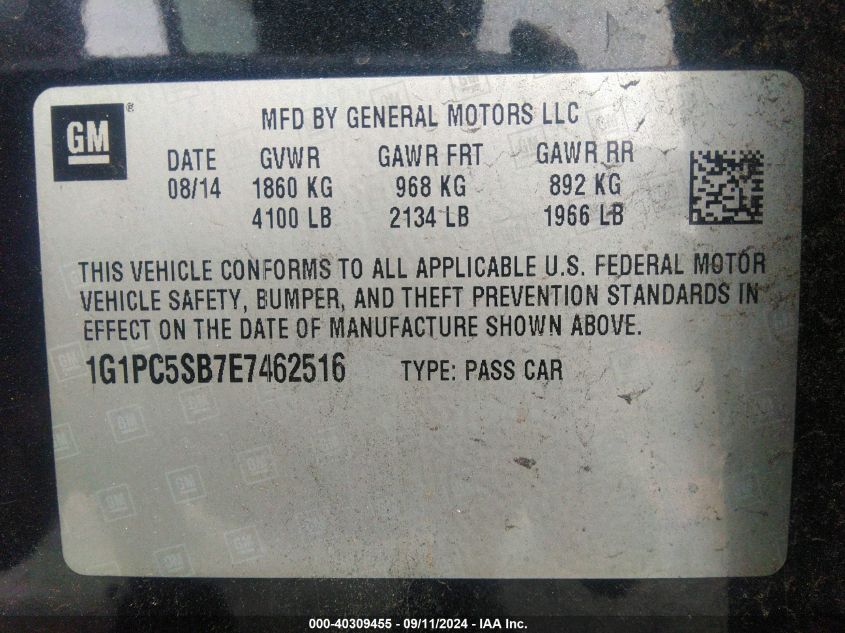 GM ®
MFD BY GENERAL MOTORS LLC
DATE GVWR GAWR FRT GAWR RR
08/14 1860 KG 968 KG 892 KG
4100 LB 2134 LB 1966 LB
THIS VEHICLE CONFORMS TO ALL APPLICABLE U.S. FEDERAL MOTOR
VEHICLE SAFETY, BUMPER, AND THEFT PREVENTION STANDARDS IN
EFFECT ON THE DATE OF MANUFACTURE SHOWN ABOVE.
1G1PC5SB7E7462516 TYPE: PASS CAR
000-40309455 - 09/11/2024 - IAA Inc.